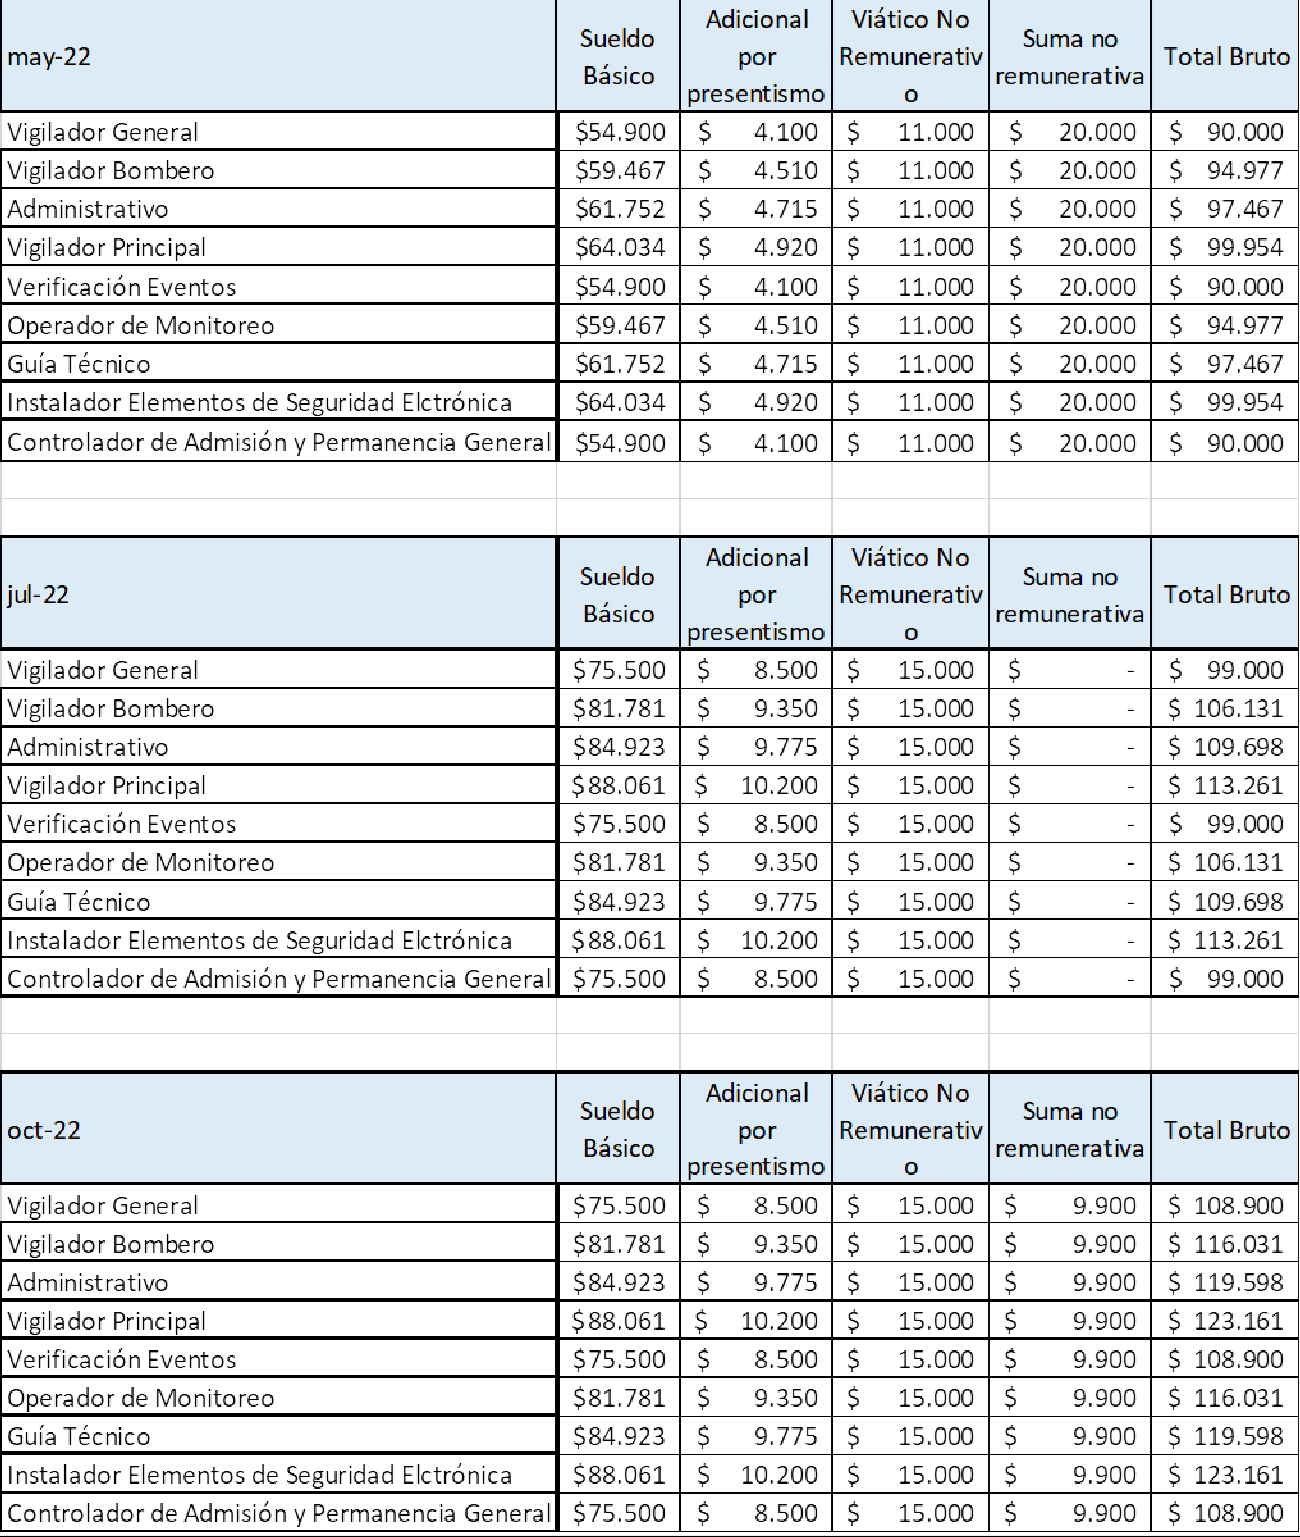 may-22 Sueldo Básico Adicional por presentismo Viático No Remunerativo Suma no remunerativa Total Bruto
Vigilador General $54.900 $ 4.100 $ 11.000 $ 20.000 $ 90.000
Vigilador Bombero $59.467 $ 4.510 $ 11.000 $ 20.000 $ 94.977
Administrativo $61.752 $ 4.715 $ 11.000 $ 20.000 $ 97.467
Vigilador Principal $64.034 $ 4.920 $ 11.000 $ 20.000 $ 99.954
Verificación Eventos $54.900 $ 4.100 $ 11.000 $ 20.000 $ 90.000
Operador de Monitoreo $59.467 $ 4.510 $ 11.000 $ 20.000 $ 94.977
Guía Técnico $61.752 $ 4.715 $ 11.000 $ 20.000 $ 97.467
Instalador Elementos de Seguridad Elctrónica $64.034 $ 4.920 $ 11.000 $ 20.000 $ 99.954
Controlador de Admisión y Permanencia General $54.900 $ 4.100 $ 11.000 $ 20.000 $ 90.000
jul-22 Sueldo Básico Adicional por presentismo Viático No Remunerativo Suma no remunerativa Total Bruto
Vigilador General $75.500 $ 8.500 $ 15.000 $ - $ 99.000
Vigilador Bombero $81.781 $ 9.350 $ 15.000 $ - $ 106.131
Administrativo $84.923 $ 9.775 $ 15.000 $ - $ 109.698
Vigilador Principal $88.061 $ 10.200 $ 15.000 $ - $ 113.261
Verificación Eventos $75.500 $ 8.500 $ 15.000 $ - $ 99.000
Operador de Monitoreo $81.781 $ 9.350 $ 15.000 $ - $ 106.131
Guía Técnico $84.923 $ 9.775 $ 15.000 $ - $ 109.698
Instalador Elementos de Seguridad Elctrónica $88.061 $ 10.200 $ 15.000 $ - $ 113.261
Controlador de Admisión y Permanencia General $75.500 $ 8.500 $ 15.000 $ - $ 99.000
oct-22 Sueldo Básico Adicional por presentismo Viático No Remunerativo Suma no remunerativa Total Bruto
Vigilador General $75.500 $ 8.500 $ 15.000 $ 9.900 $ 108.900
Vigilador Bombero $81.781 $ 9.350 $ 15.000 $ 9.900 $ 116.031
Administrativo $84.923 $ 9.775 $ 15.000 $ 9.900 $ 119.598
Vigilador Principal $88.061 $ 10.200 $ 15.000 $ 9.900 $ 123.161
Verificación Eventos $75.500 $ 8.500 $ 15.000 $ 9.900 $ 108.900
Operador de Monitoreo $81.781 $ 9.350 $ 15.000 $ 9.900 $ 116.031
Guía Técnico $84.923 $ 9.775 $ 15.000 $ 9.900 $ 119.598
Instalador Elementos de Seguridad Elctrónica $88.061 $ 10.200 $ 15.000 $ 9.900 $ 123.161
Controlador de Admisión y Permanencia General $75.500 $ 8.500 $ 15.000 $ 9.900 $ 108.900